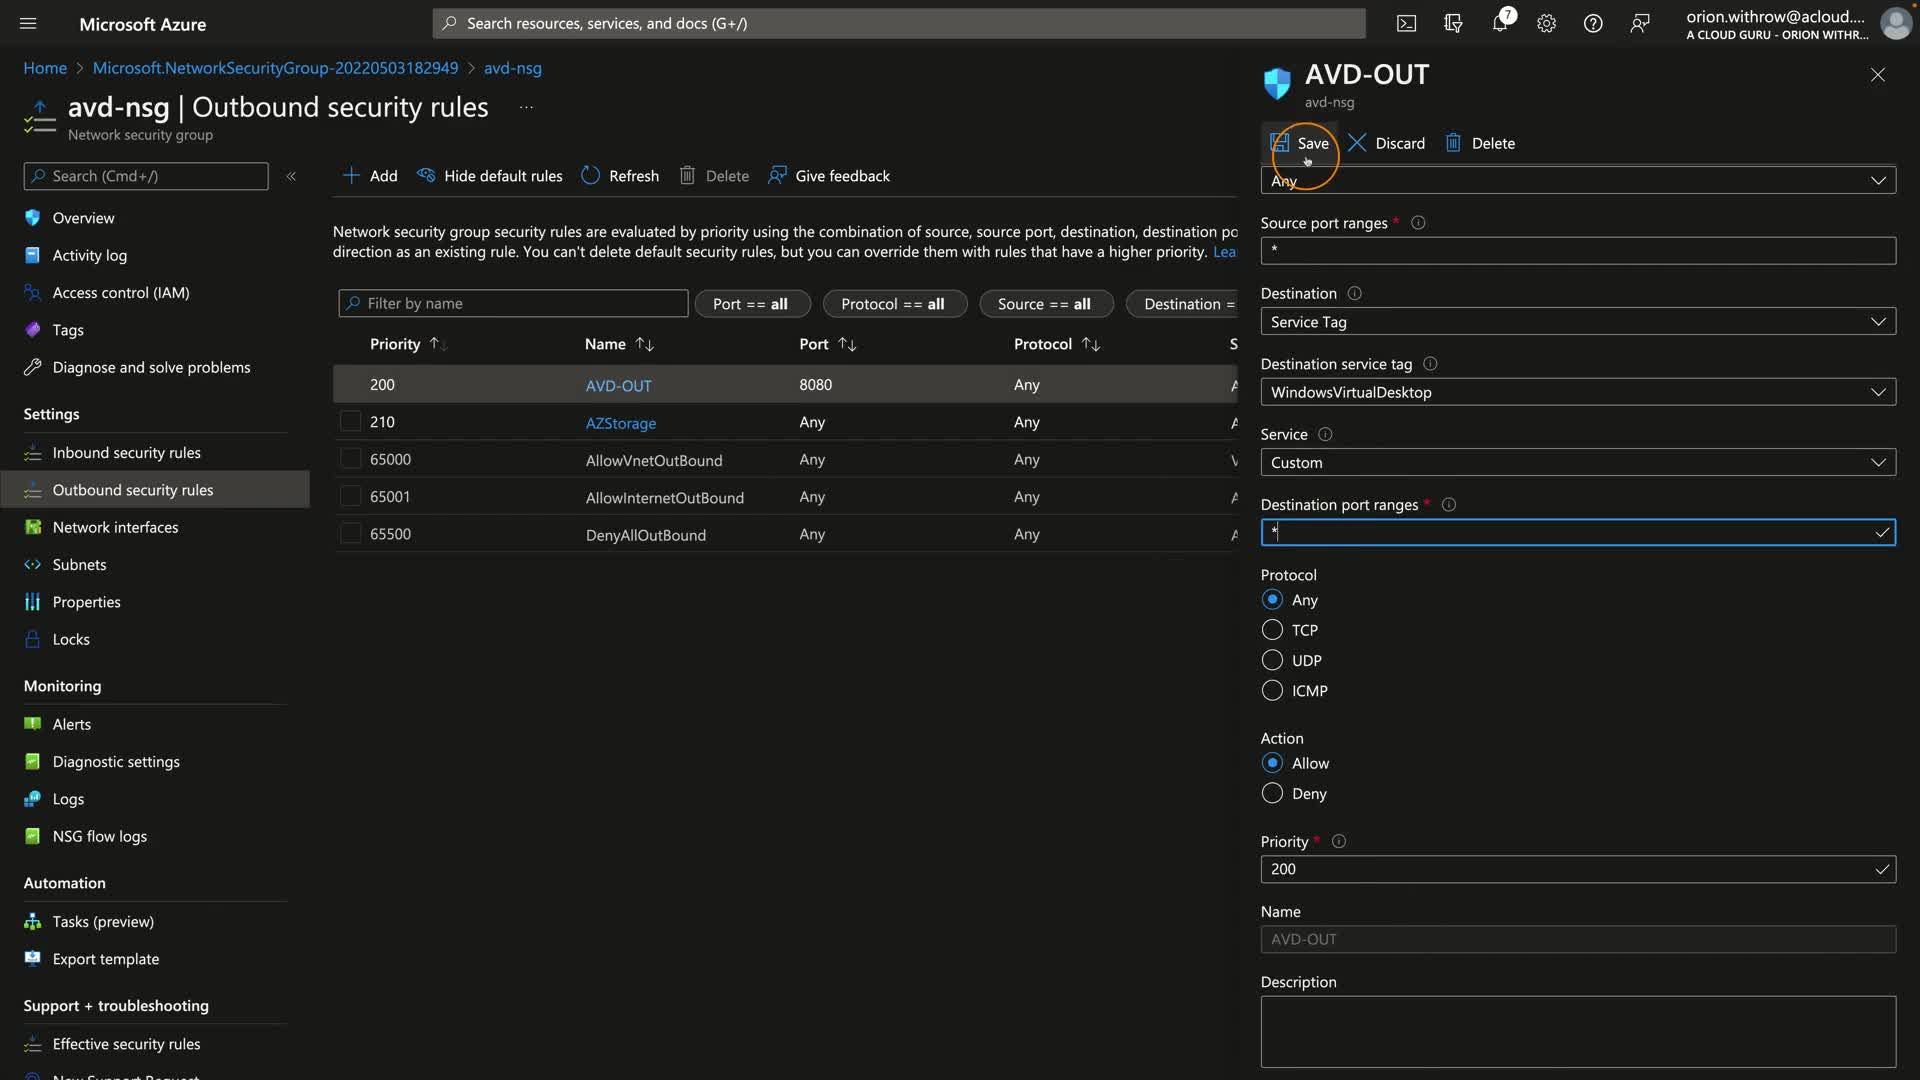 Microsoft Azure
Search resources, services, and docs (G+/)
7
orion.withrow@acloud....
A CLOUD GURU - ORION WITHR...
Home > Microsoft.NetworkSecurityGroup-20220503182949 > avd-nsg
avd-nsg | Outbound security rules ...
Network security group
Search (Cmd+/)
«
Overview
Activity log
Access control (IAM)
Tags
Diagnose and solve problems
Settings
Inbound security rules
Outbound security rules
Network interfaces
Subnets
Properties
Locks
Monitoring
Alerts
Diagnostic settings
Logs
NSG flow logs
Automation
Tasks (preview)
Export template
Support + troubleshooting
Effective security rules
New Support Request
Add Hide default rules Refresh Delete Give feedback
Network security group security rules are evaluated by priority using the combination of source, source port, destination, destination po
direction as an existing rule. You can't delete default security rules, but you can override them with rules that have a higher priority. Lea
Filter by name Port == all Protocol == all Source == all Destination =
Priority ↑↓ Name ↑↓ Port ↑↓ Protocol ↑↓ S
200 AVD-OUT 8080 Any A
210 AZStorage Any Any A
65000 AllowVnetOutBound Any Any V
65001 AllowInternetOutBound Any Any A
65500 DenyAllOutBound Any Any A
AVD-OUT
avd-nsg
Save Discard Delete
Any
Source port ranges *
*
Destination
Service Tag
Destination service tag
WindowsVirtualDesktop
Service
Custom
Destination port ranges *
*
Protocol
Any
TCP
UDP
ICMP
Action
Allow
Deny
Priority *
200
Name
AVD-OUT
Description